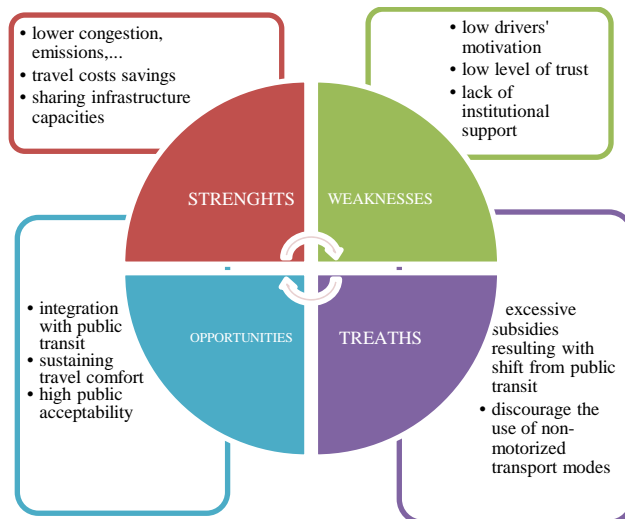 • lower congestion,
emissions,...
• travel costs savings
• sharing infrastructure
capacities
• low drivers'
motivation
• low level of trust
• lack of
institutional
support
STRENGHTS
WEAKNESSES
OPPORTUNITIES
TREATHS
• integration
with public
transit
• sustaining
travel comfort
• high public
acceptability
excessive
subsidies
resulting with
shift from public
transit
• discourage the
use of non-
motorized
transport modes